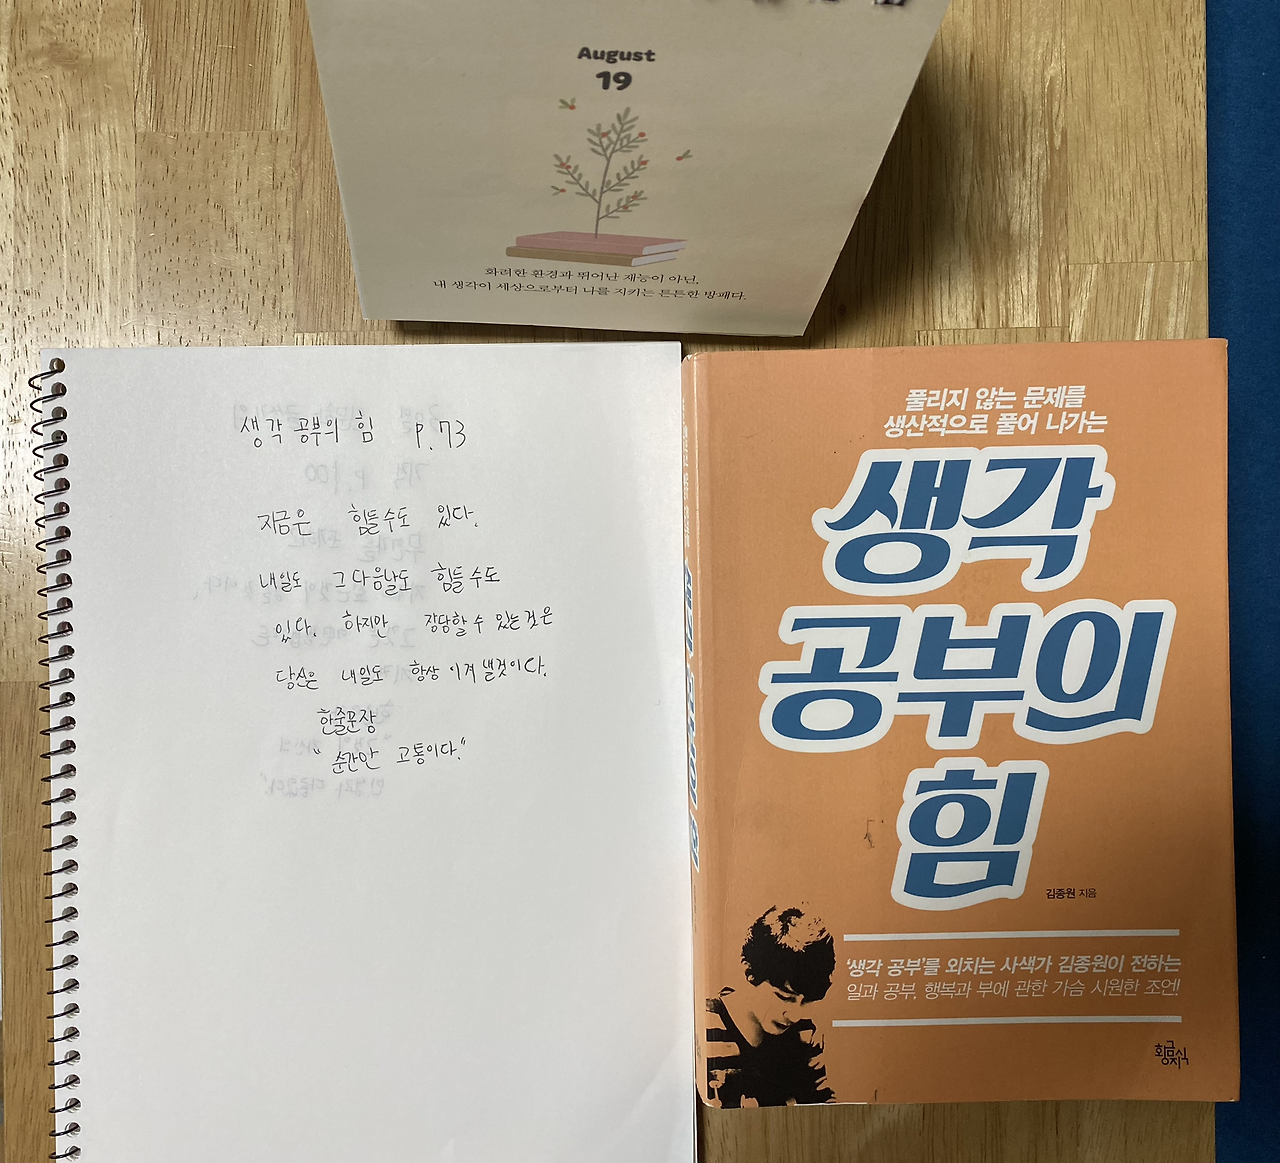 August
19
화려한 환경과 뛰어난 재능이 아닌,
내 생각이 세상으로부터 나를 지키는 튼튼한 방패다.
생각 공부의 힘 p.73
지금은 힘들수도 있다.
내일도 그다음날도 힘들수도
있다. 하지만 장담할수 있는것은
당신은 내일도 항상 이겨낼것이다.
한줄문장
"순간안 고통이다."
풀리지 않는 문제를
생산적으로 풀어 나가는
생각
공부의
힘
김종원 지음
'생각 공부'를 외치는 사색가 김종원이 전하는
일과 공부, 행복과 부에 관한 가슴 시원한 조언!
황금지식